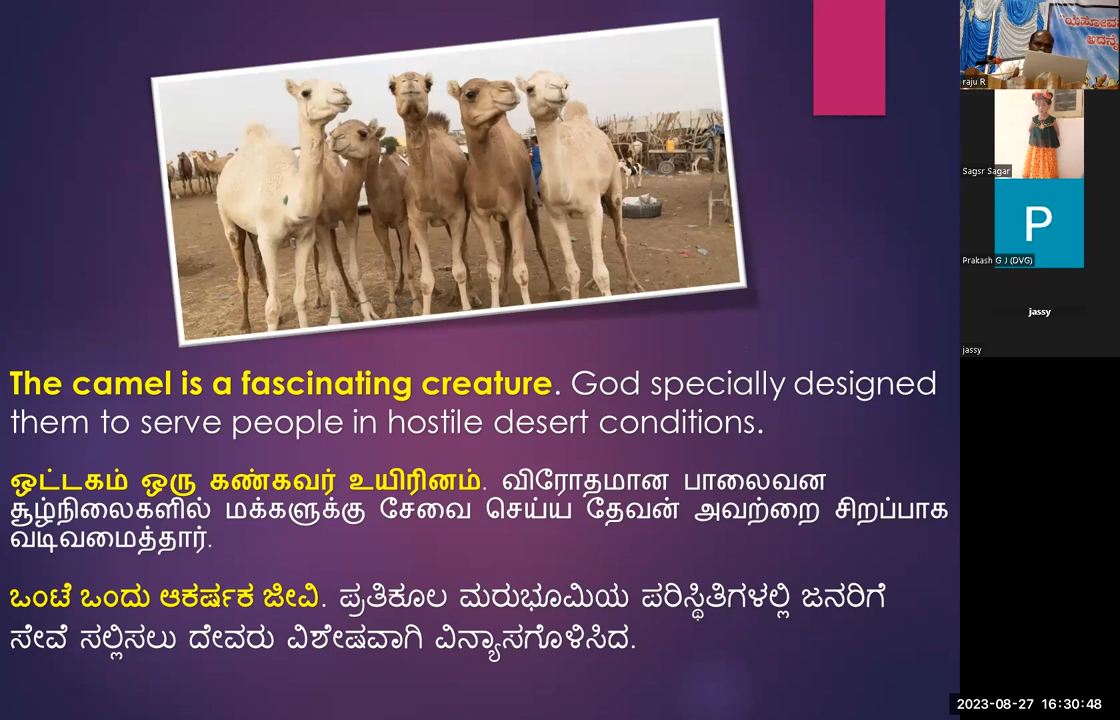 The camel is a fascinating creature. God specially designed
them to serve people in hostile desert conditions.
ஒட்டகம் ஒரு கண்கவர் உயிரினம். விரோதமான பாலைவன
சூழ்நிலைகளில் மக்களுக்கு சேவை செய்ய தேவன் அவற்றை சிறப்பாக
வடிவமைத்தார்.
ಒಂಟೆ ಒಂದು ಆಕರ್ಷಕ ಜೀವಿ. ಪ್ರತಿಕೂಲ ಮರುಭೂಮಿಯ ಪರಿಸ್ಥಿತಿಗಳಲ್ಲಿ ಜನರಿಗೆ
ಸೇವೆ ಸಲ್ಲಿಸಲು ದೇವರು ವಿಶೇಷವಾಗಿ ವಿನ್ಯಾಸಗೊಳಿಸಿದ.
raju R
Sagsr Sagar
P
Prakash G J (DVG)
jassy
jassy
2023-08-27 16:30:48